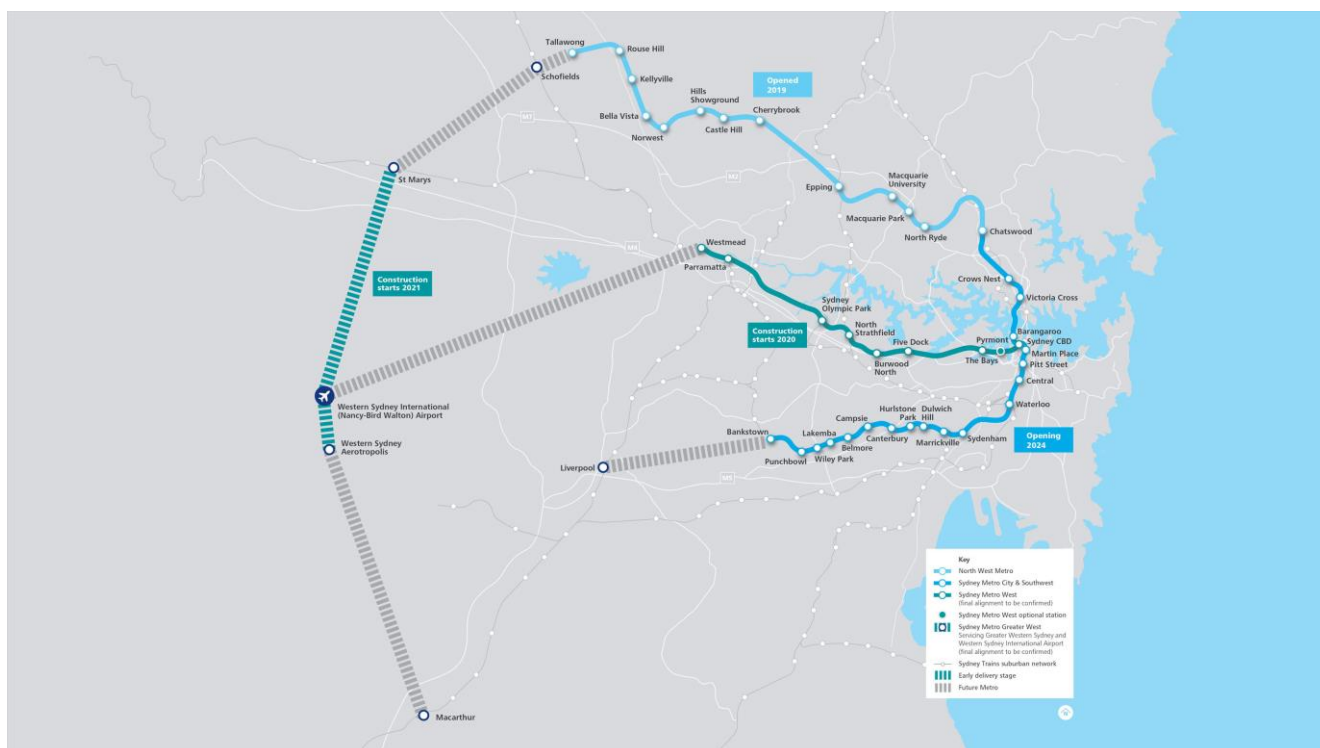 Tallawong
Rouse Hill
Schofields
Kellyville
Opened
2019
Hills
Showground
Cherrybrook
Bella Vista
Castle Hill
Norwest
M7
St Marys
M2
Epping
Macquarie
University
Macquarie Park
North Ryde
Chatswood
Westmead
M4
Parramatta
Construction
starts 2021
Crows Nest
Victoria Cross
Sydney
Olympic Park
North
Strathfield
Construction
starts 2020
Five Dock
Burwood
North
Pyrmont
The Bays
Barangaroo
Sydney CBD
Martin Place
Pitt Street
Central
Western Sydney International
(Nancy-Bird Walton) Airport
Waterloo
Western Sydney
Aerotropolis
Liverpool
Bankstown
Punchbowl
Lakemba
Wiley Park
Campsie
Belmore
Hurlstone
Park
Canterbury
Dulwich
Hill
Marrickville
Sydenham
Opening
2024
M5
Macarthur
Key
North West Metro
Sydney Metro City & Southwest
Sydney Metro West
(final alignment to be confirmed)
Sydney Metro West optional station
Sydney Metro Greater West
Servicing Greater Western Sydney and
Western Sydney International Airport
(final alignment to be confirmed)
Sydney Trains suburban network
Early delivery stage
Future Metro